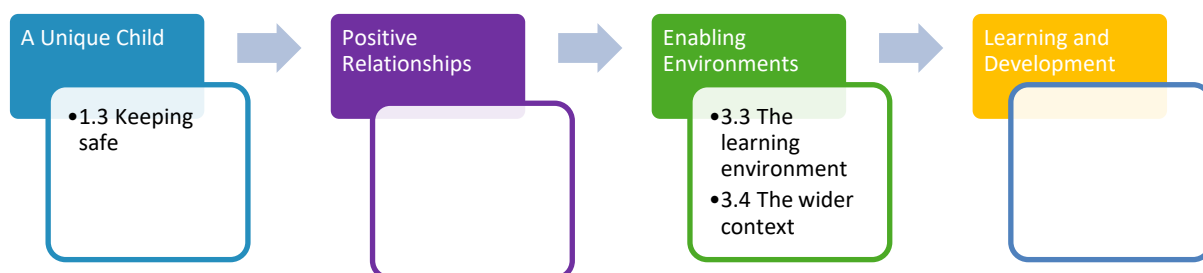 A Unique Child
•1.3 Keeping
safe
Positive
Relationships
Enabling
Environments
•3.3 The
learning
environment
•3.4 The wider
context
Learning and
Development